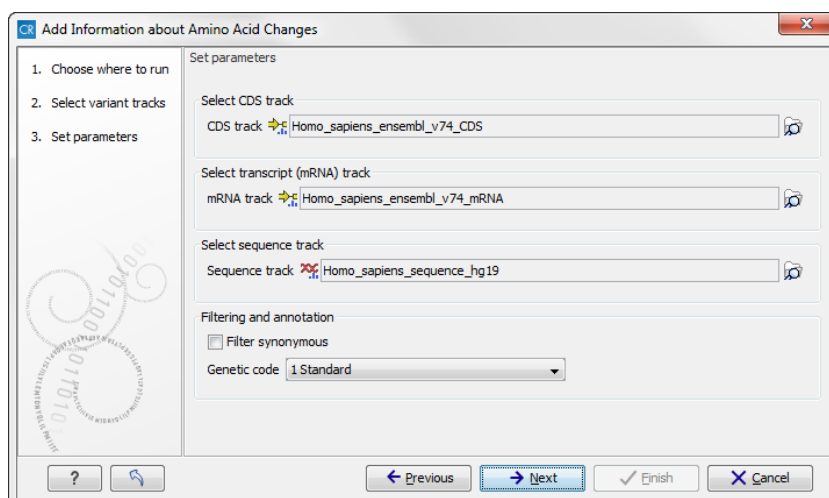 CR Add Information about Amino Acid Changes
1. Choose where to run
2. Select variant tracks
3. Set parameters
Set parameters
Select CDS track
CDS track Homo_sapiens_ensembl_v74_CDS
Select transcript (mRNA) track
mRNA track Homo_sapiens_ensembl_v74_mRNA
Select sequence track
Sequence track Homo_sapiens_sequence_hg19
Filtering and annotation
Filter synonymous
Genetic code 1 Standard
? Previous Next Finish Cancel